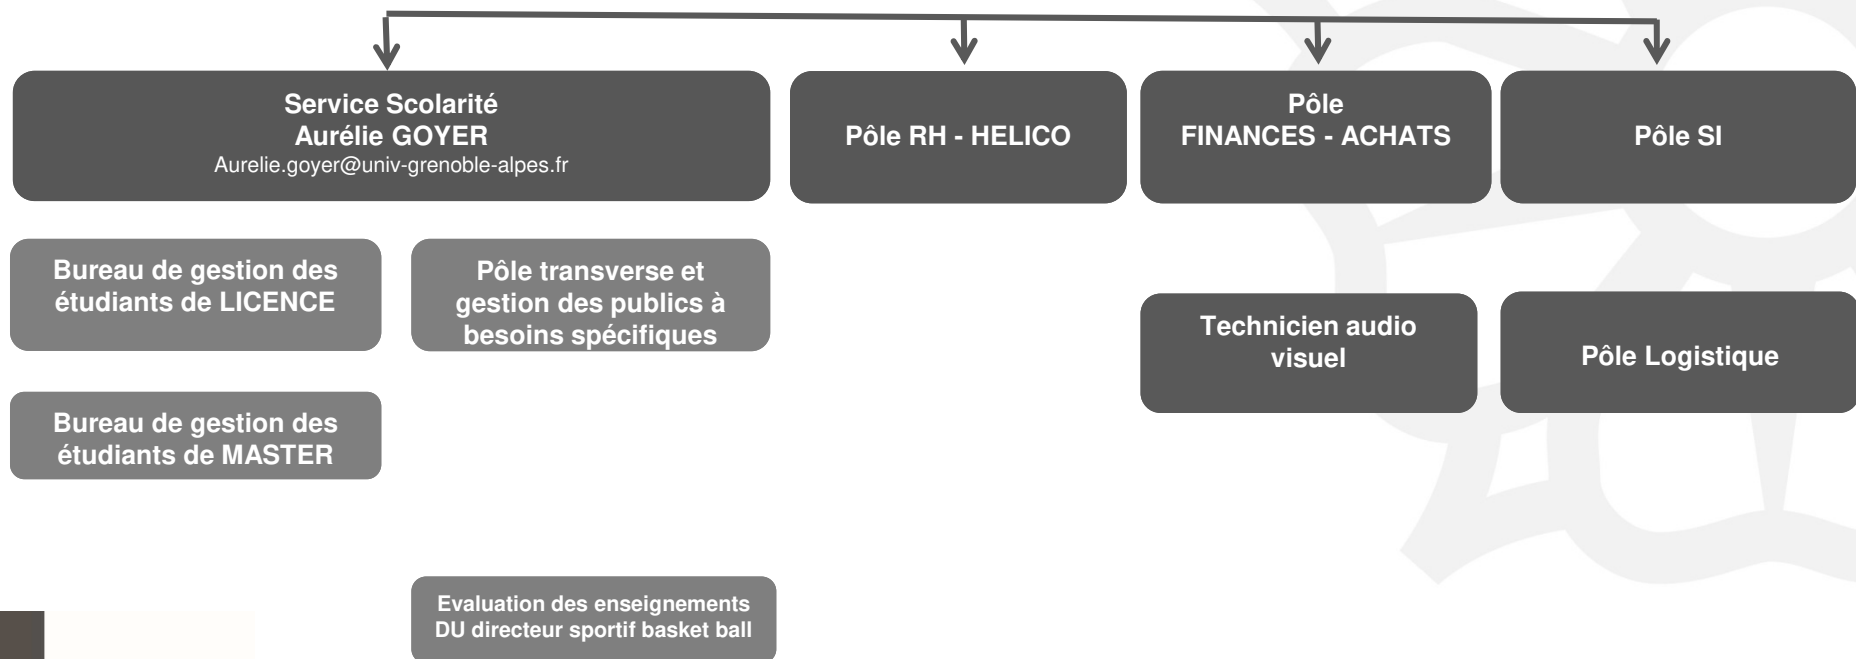 Service Scolarité
Aurélie GOYER
Aurelie.goyer@univ-grenoble-alpes.fr
Pôle RH - HELICO
Pôle
FINANCES - ACHATS
Pôle SI
Bureau de gestion des
étudiants de LICENCE
Pôle transverse et
gestion des publics à
besoins spécifiques
Technicien audio
visuel
Pôle Logistique
Bureau de gestion des
étudiants de MASTER
Evaluation des enseignements
DU directeur sportif basket ball